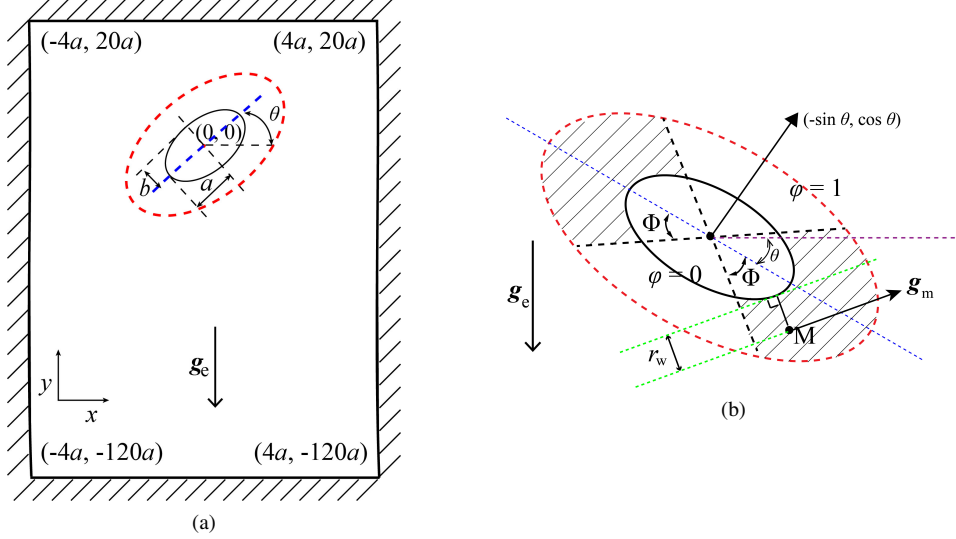 (-4a, 20a) (4a, 20a)
θ
(0, 0)
b
a
g_e
y
x
(-4a, -120a) (4a, -120a)
(a)
(-sin θ, cos θ)
φ = 1
Φ
θ
φ = 0
Φ
g_e
g_m
M
r_w
(b)